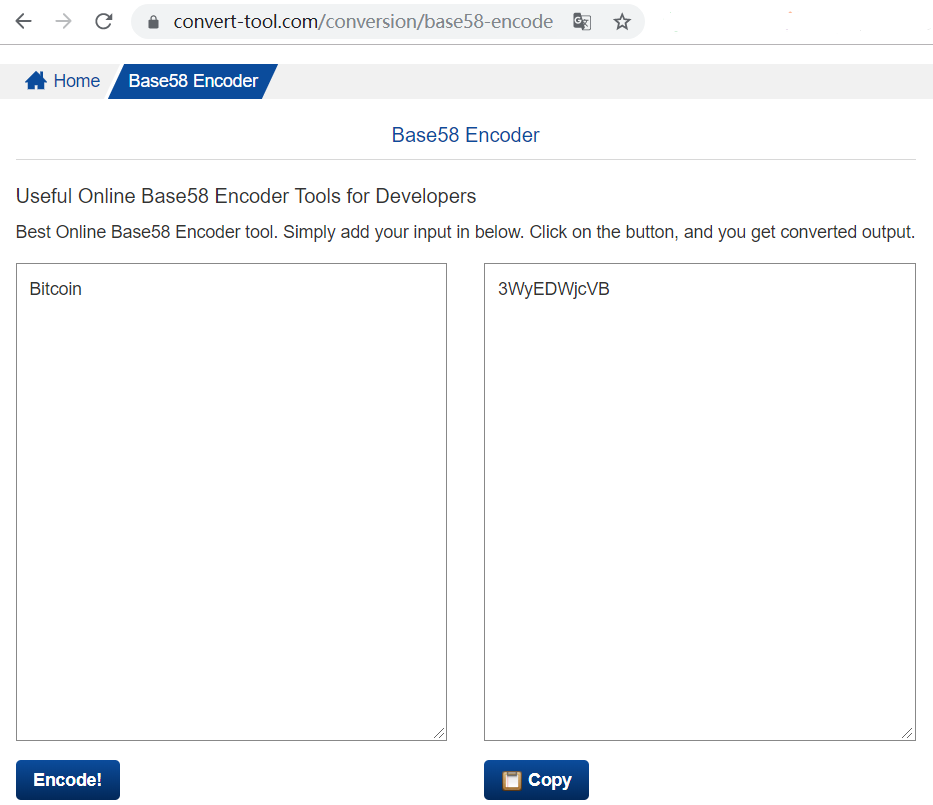 convert-tool.com/conversion/base58-encode
Home
Base58 Encoder
Base58 Encoder
Useful Online Base58 Encoder Tools for Developers
Best Online Base58 Encoder tool. Simply add your input in below. Click on the button, and you get converted output.
Bitcoin
3WyEDWjcVB
Encode!
Copy